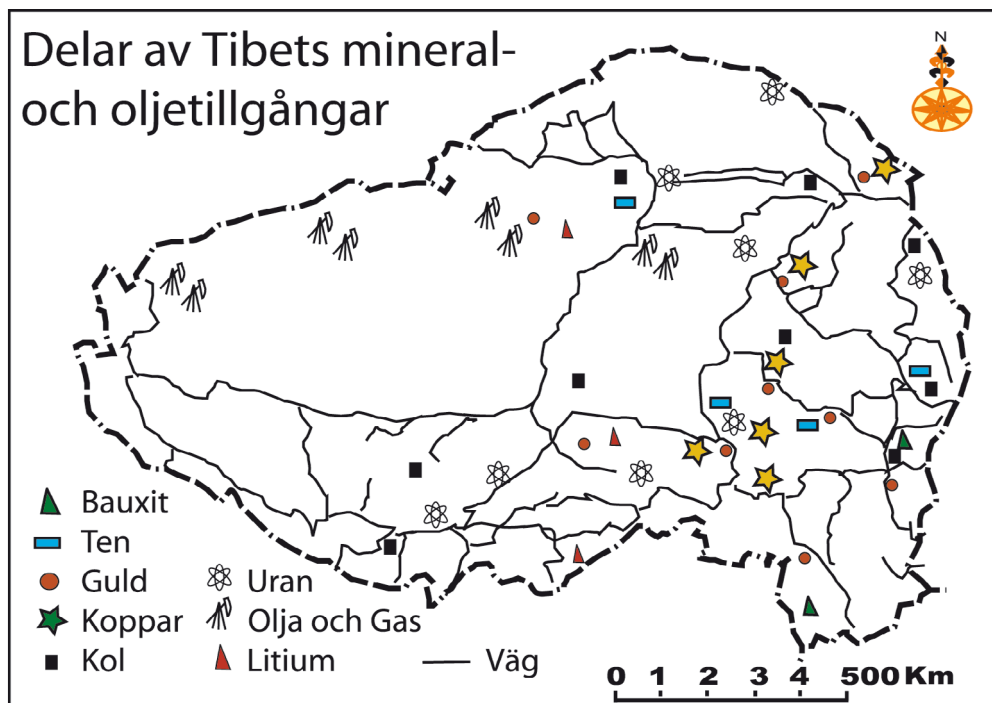 Delar av Tibets mineral-
och oljetillgångar
N
Bauxit
Ten
Guld
Uran
Koppar
Olja och Gas
Kol
Litium
Väg
0 1 2 3 4 500 Km